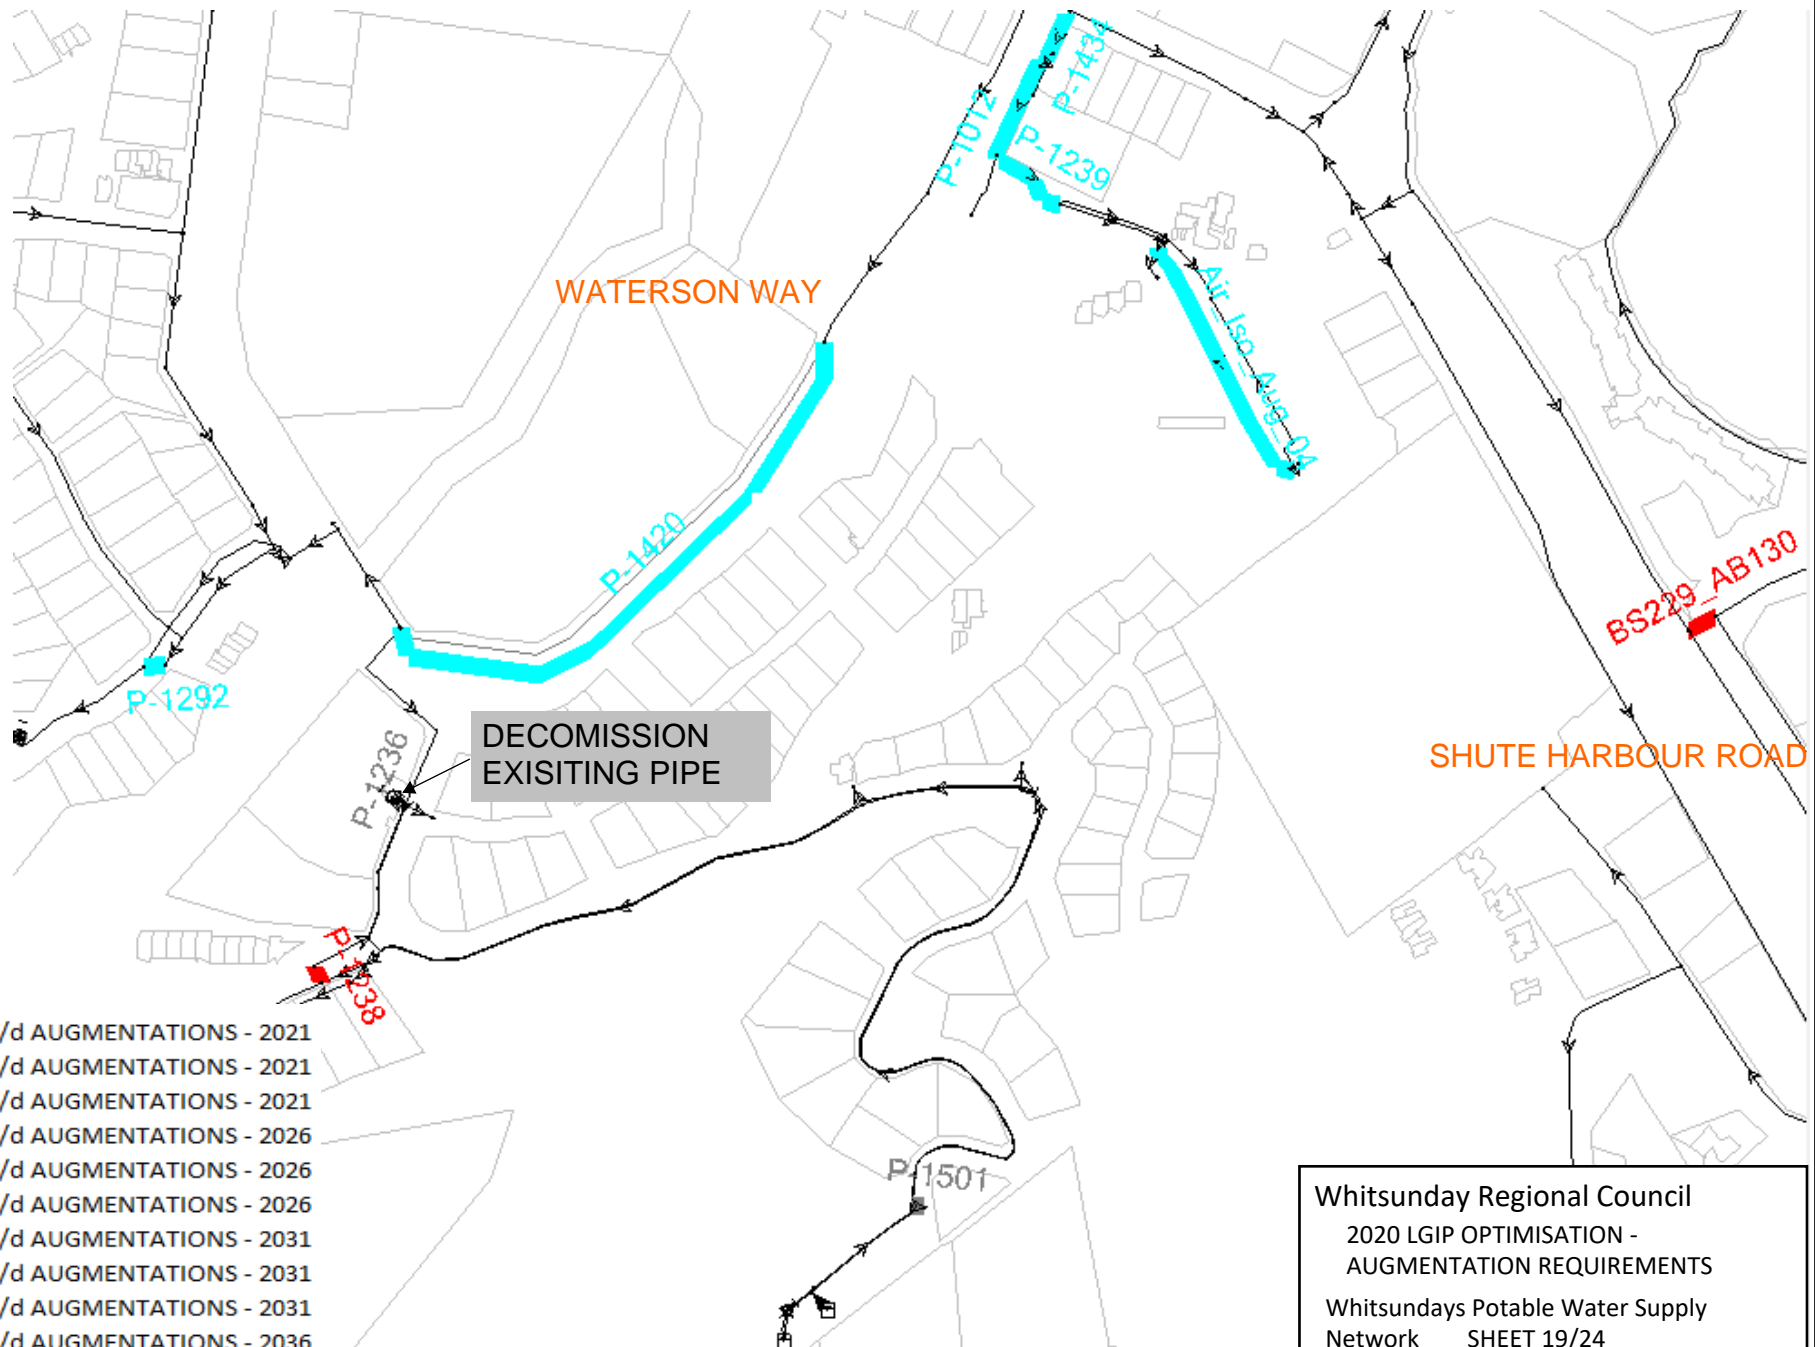 P-1434
P-1012
P-1239
WATERSON WAY
Air_Iso_Aug_04
P-1420
BS229_AB130
P-1292
DECOMISSION
EXISITING PIPE
P-1236
SHUTE HARBOUR ROAD
P-1238
P-1501
/d AUGMENTATIONS - 2021
/d AUGMENTATIONS - 2021
/d AUGMENTATIONS - 2021
/d AUGMENTATIONS - 2026
/d AUGMENTATIONS - 2026
/d AUGMENTATIONS - 2026
/d AUGMENTATIONS - 2031
/d AUGMENTATIONS - 2031
/d AUGMENTATIONS - 2031
/d AUGMENTATIONS - 2036
Whitsunday Regional Council
2020 LGIP OPTIMISATION -
AUGMENTATION REQUIREMENTS
Whitsundays Potable Water Supply
Network SHEET 19/24